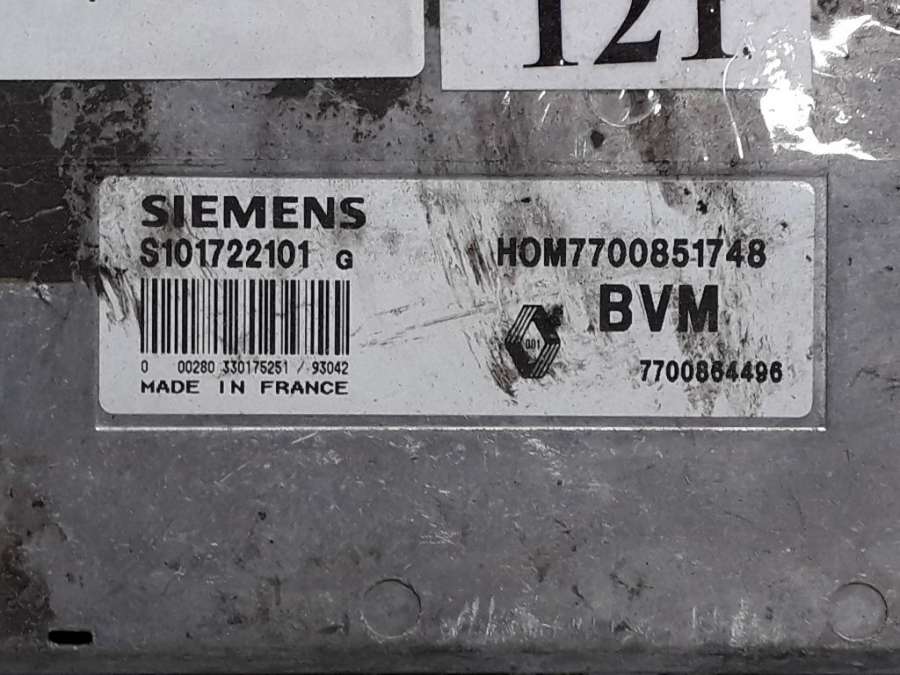 121
SIEMENS
S101722101 G
HOM7700851748
BVM
0 00280 330175251 / 93042
7700864496
MADE IN FRANCE